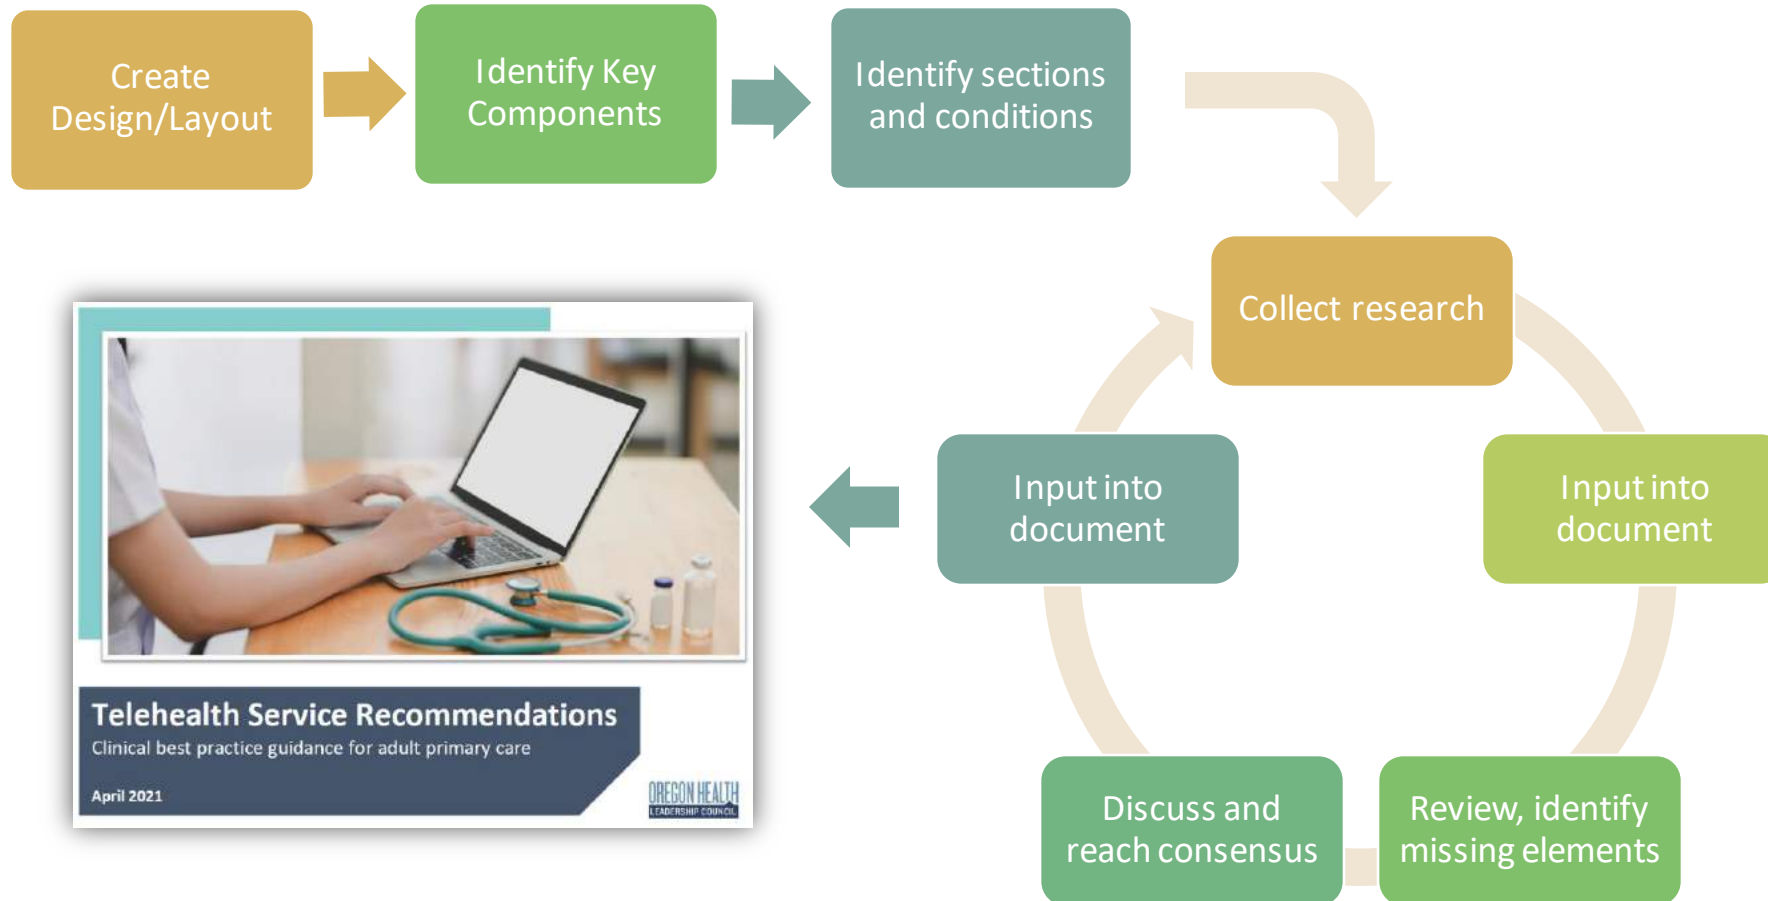 Create
Design/Layout
Identify Key
Components
Identify sections
and conditions
Collect research
Input into
document
Review, identify
missing elements
Discuss and
reach consensus
Input into
document
Telehealth Service Recommendations
Clinical best practice guidance for adult primary care
April 2021
OREGON HEALTH
LEADERSHIP COUNCIL